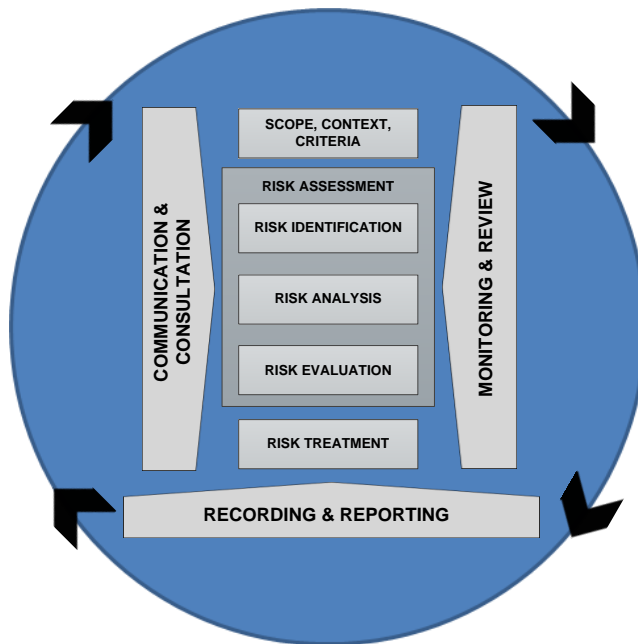 SCOPE, CONTEXT,
CRITERIA
RISK ASSESSMENT
RISK IDENTIFICATION
RISK ANALYSIS
RISK EVALUATION
RISK TREATMENT
COMMUNICATION &
CONSULTATION
MONITORING & REVIEW
RECORDING & REPORTING